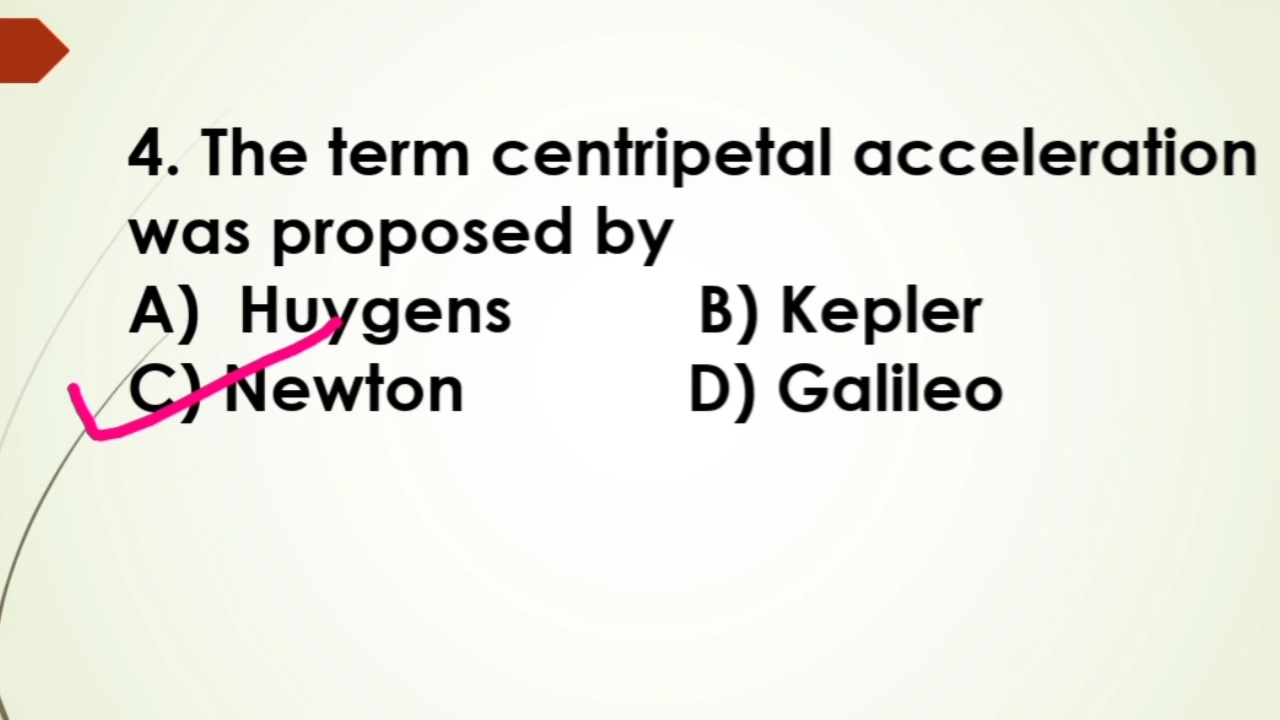 4. The term centripetal acceleration
was proposed by
A) Huygens B) Kepler
C) Newton D) Galileo